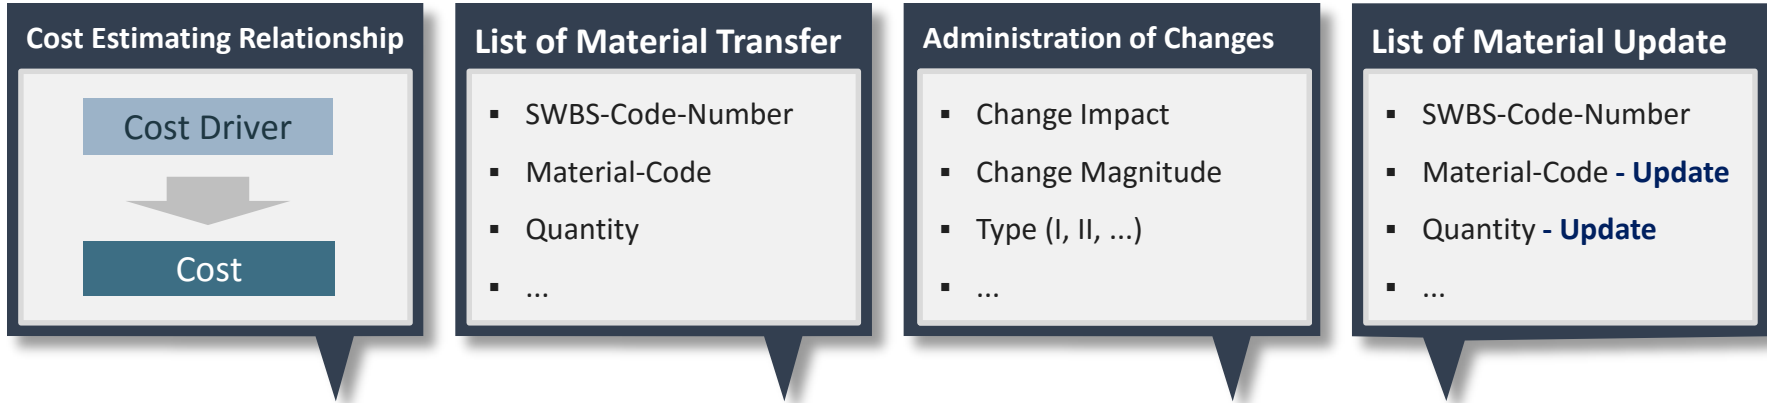 Cost Estimating Relationship
Cost Driver
Cost
List of Material Transfer
▪ SWBS-Code-Number
▪ Material-Code
▪ Quantity
▪ ...
Administration of Changes
▪ Change Impact
▪ Change Magnitude
▪ Type (I, II, ...)
▪ ...
List of Material Update
▪ SWBS-Code-Number
▪ Material-Code - Update
▪ Quantity - Update
▪ ...